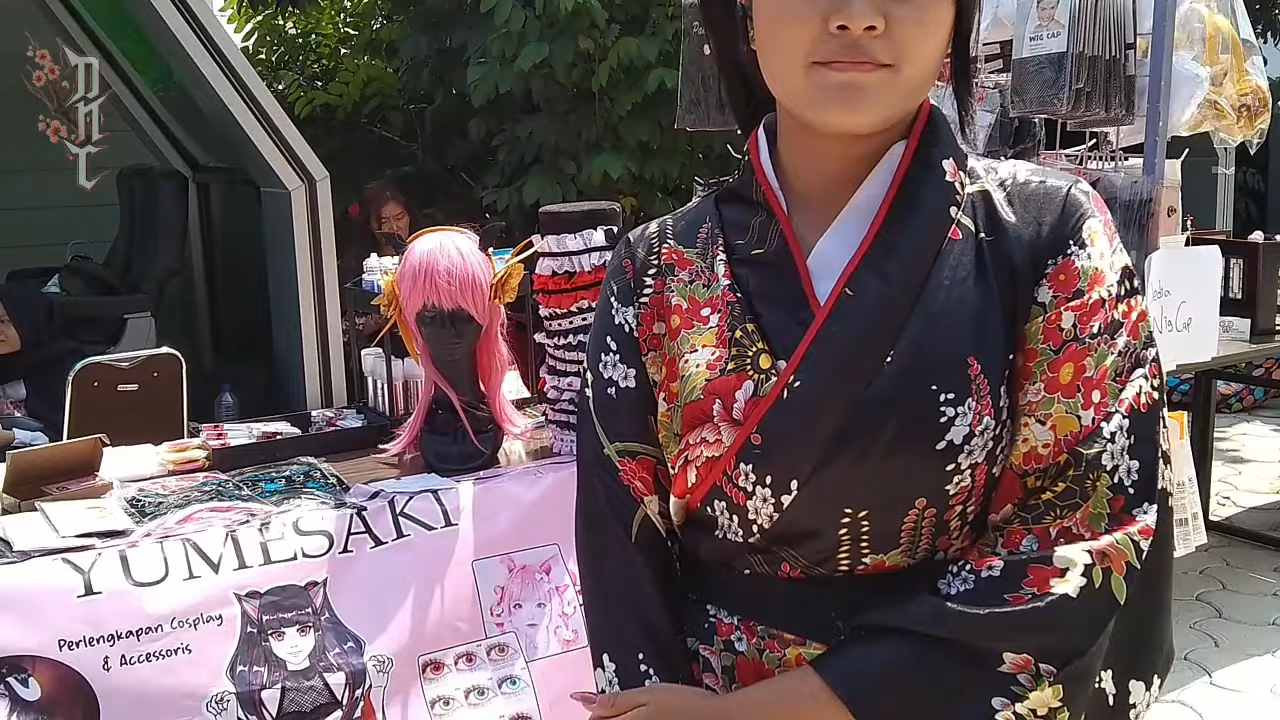 WIG CAP
Wig Cap
YUMESAKI
Perlengkapan Cosplay
& Accessoris